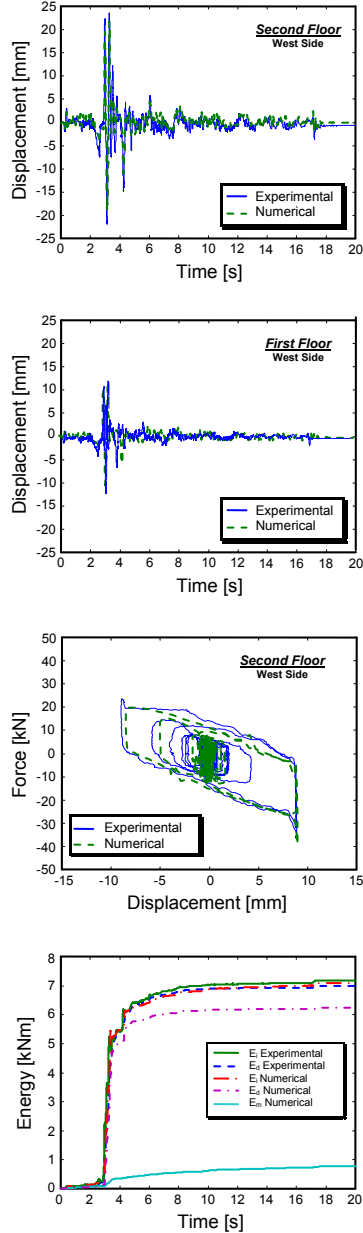 25
20
15
10
5
0
-5
-10
-15
-20
-25
Displacement [mm]
Second Floor
West Side
Experimental
Numerical
0 2 4 6 8 10 12 14 16 18 20
Time [s]
25
20
15
10
5
0
-5
-10
-15
-20
-25
Displacement [mm]
First Floor
West Side
Experimental
Numerical
0 2 4 6 8 10 12 14 16 18 20
Time [s]
50
40
30
20
10
0
-10
-20
-30
-40
-50
Force [kN]
Second Floor
West Side
Experimental
Numerical
-15 -10 -5 0 5 10 15
Displacement [mm]
8
7
6
5
4
3
2
1
0
Energy [kNm]
Ei Experimental
Ed Experimental
Ei Numerical
Ed Numerical
Em Numerical
0 2 4 6 8 10 12 14 16 18 20
Time [s]